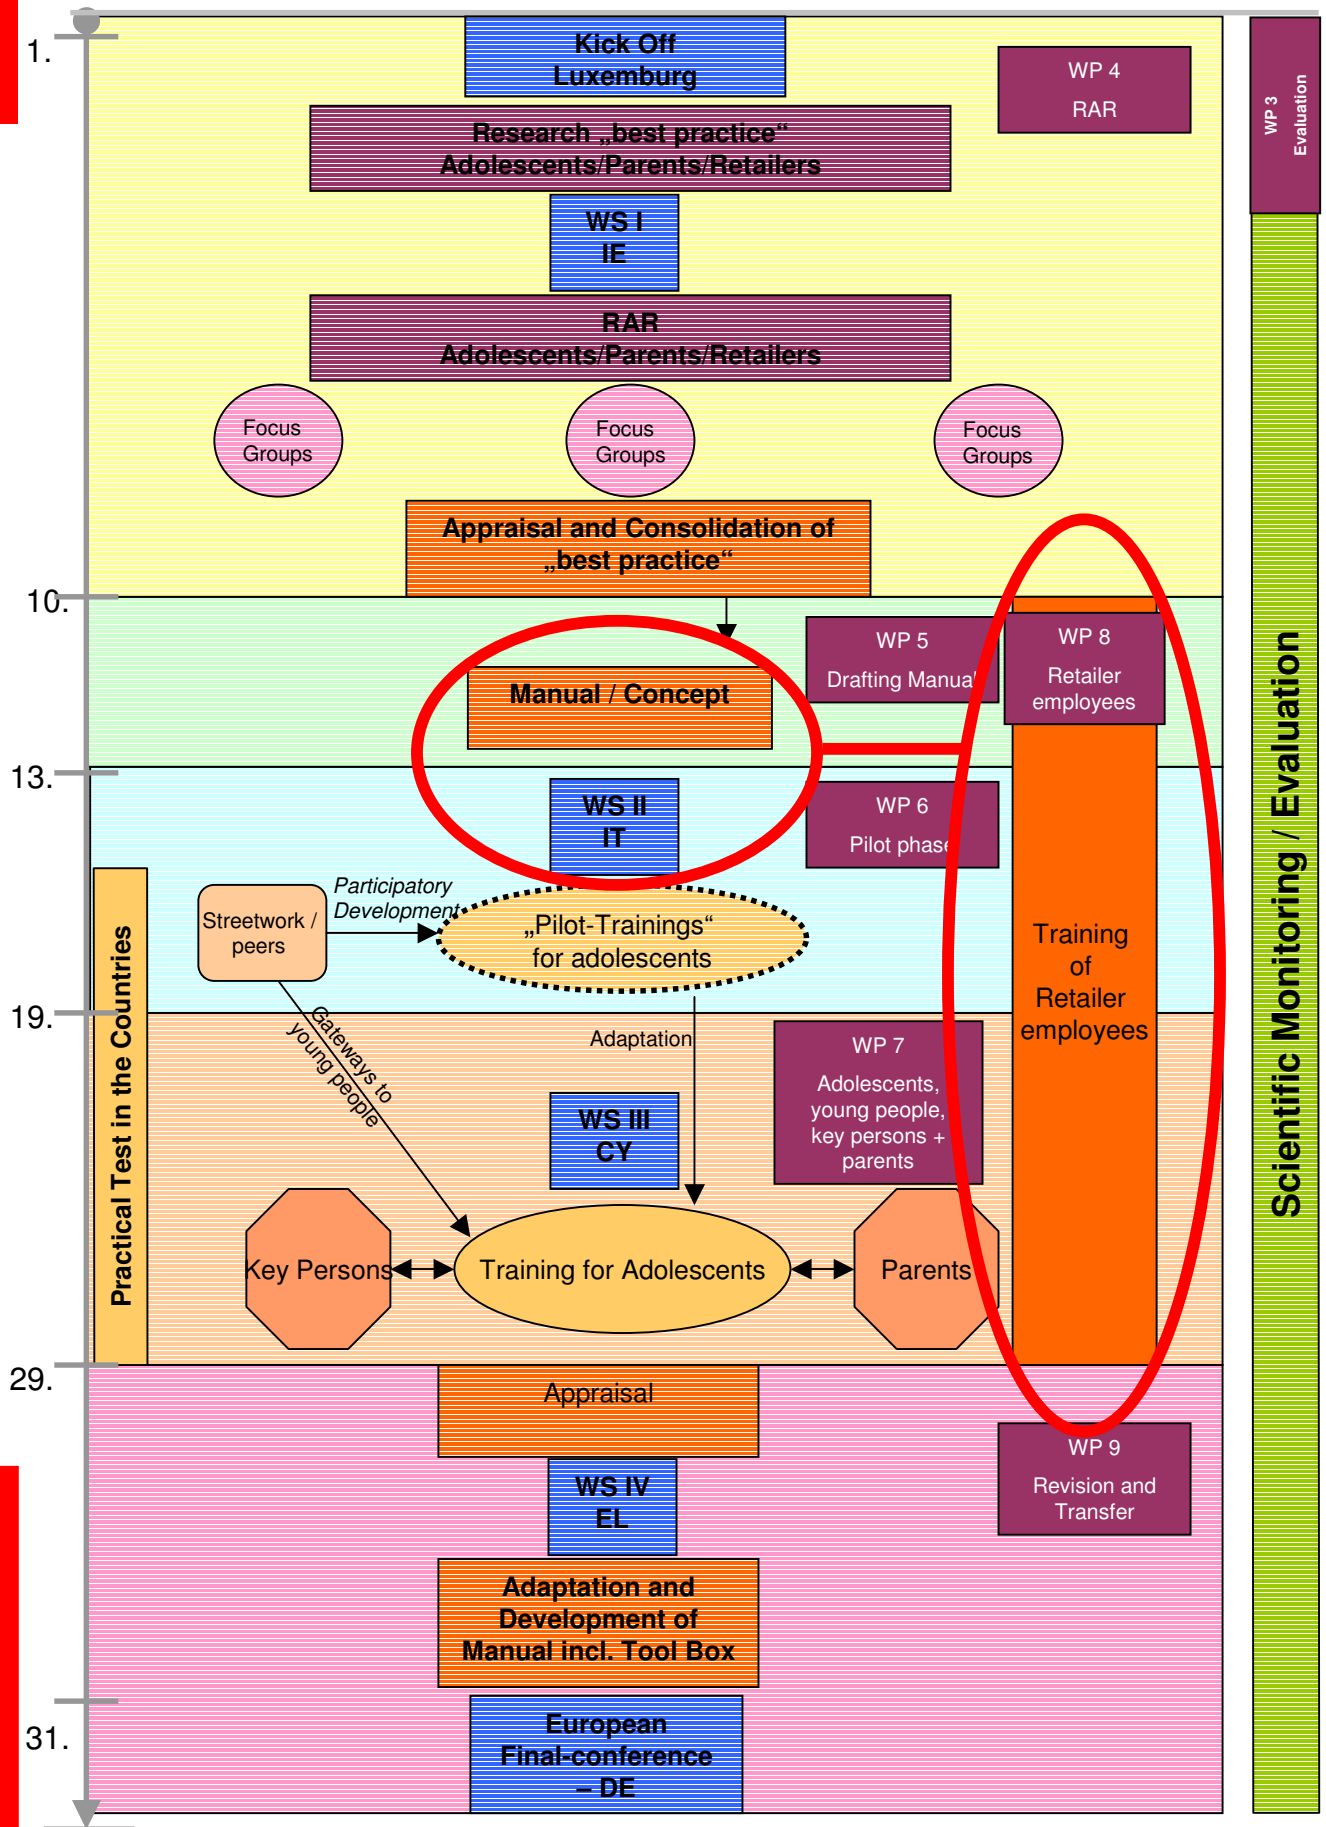 1.
Kick Off
Luxemburg
WP 4
RAR
WP 3
Evaluation
Research „best practice“
Adolescents/Parents/Retailers
WS I
IE
RAR
Adolescents/Parents/Retailers
Focus
Groups
Focus
Groups
Focus
Groups
Appraisal and Consolidation of
„best practice“
10.
Manual / Concept
WP 5
Drafting Manual
WP 8
Retailer
employees
13.
WS II
IT
WP 6
Pilot phase
Streetwork /
peers
Participatory
Development
„Pilot-Trainings“
for adolescents
Training
of
Retailer
employees
Scientific Monitoring / Evaluation
Practical Test in the Countries
19.
Gateways to
young people
Adaptation
WP 7
Adolescents,
young people,
key persons +
parents
WS III
CY
Key Persons
Training for Adolescents
Parents
29.
Appraisal
WP 9
Revision and
Transfer
WS IV
EL
Adaptation and
Development of
Manual incl. Tool Box
31.
European
Final-conference
– DE